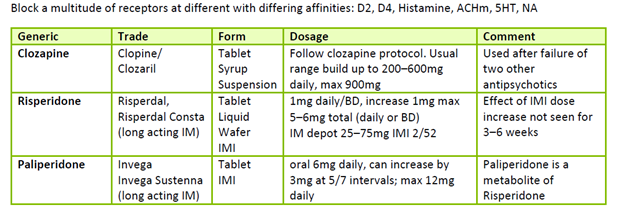 Block a multitude of receptors at different with differing affinities: D2, D4, Histamine, ACHm, 5HT, NA
Generic Trade Form Dosage Comment
Clozapine Clopine/ Tablet Follow clozapine protocol. Usual Used after failure of
Clozaril Syrup range build up to 200–600mg two other
Suspension daily, max 900mg antipsychotics
Risperidone Risperdal, Tablet 1mg daily/BD, increase 1mg max Effect of IMI dose
Risperdal Consta Liquid 5–6mg total (daily or BD) increase not seen for
(long acting IM) Wafer IM depot 25–75mg IMI 2/52 3–6 weeks
IMI
Paliperidone Invega Tablet oral 6mg daily, can increase by Paliperidone is a
Invega Sustenna IMI 3mg at 5/7 intervals; max 12mg metabolite of
(long acting IM) daily Risperidone